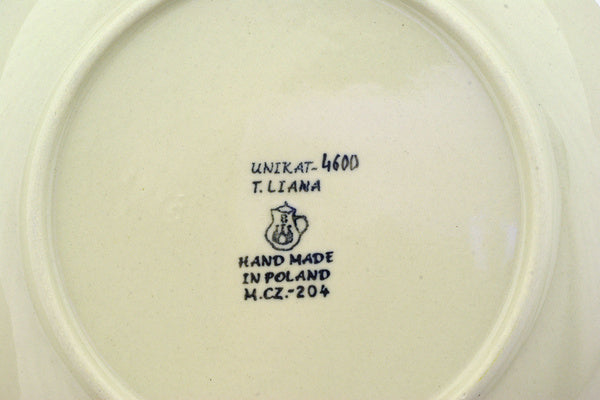 UNIKAT-4600
T. LIANA
HAND MADE
IN POLAND
M.CZ.-204